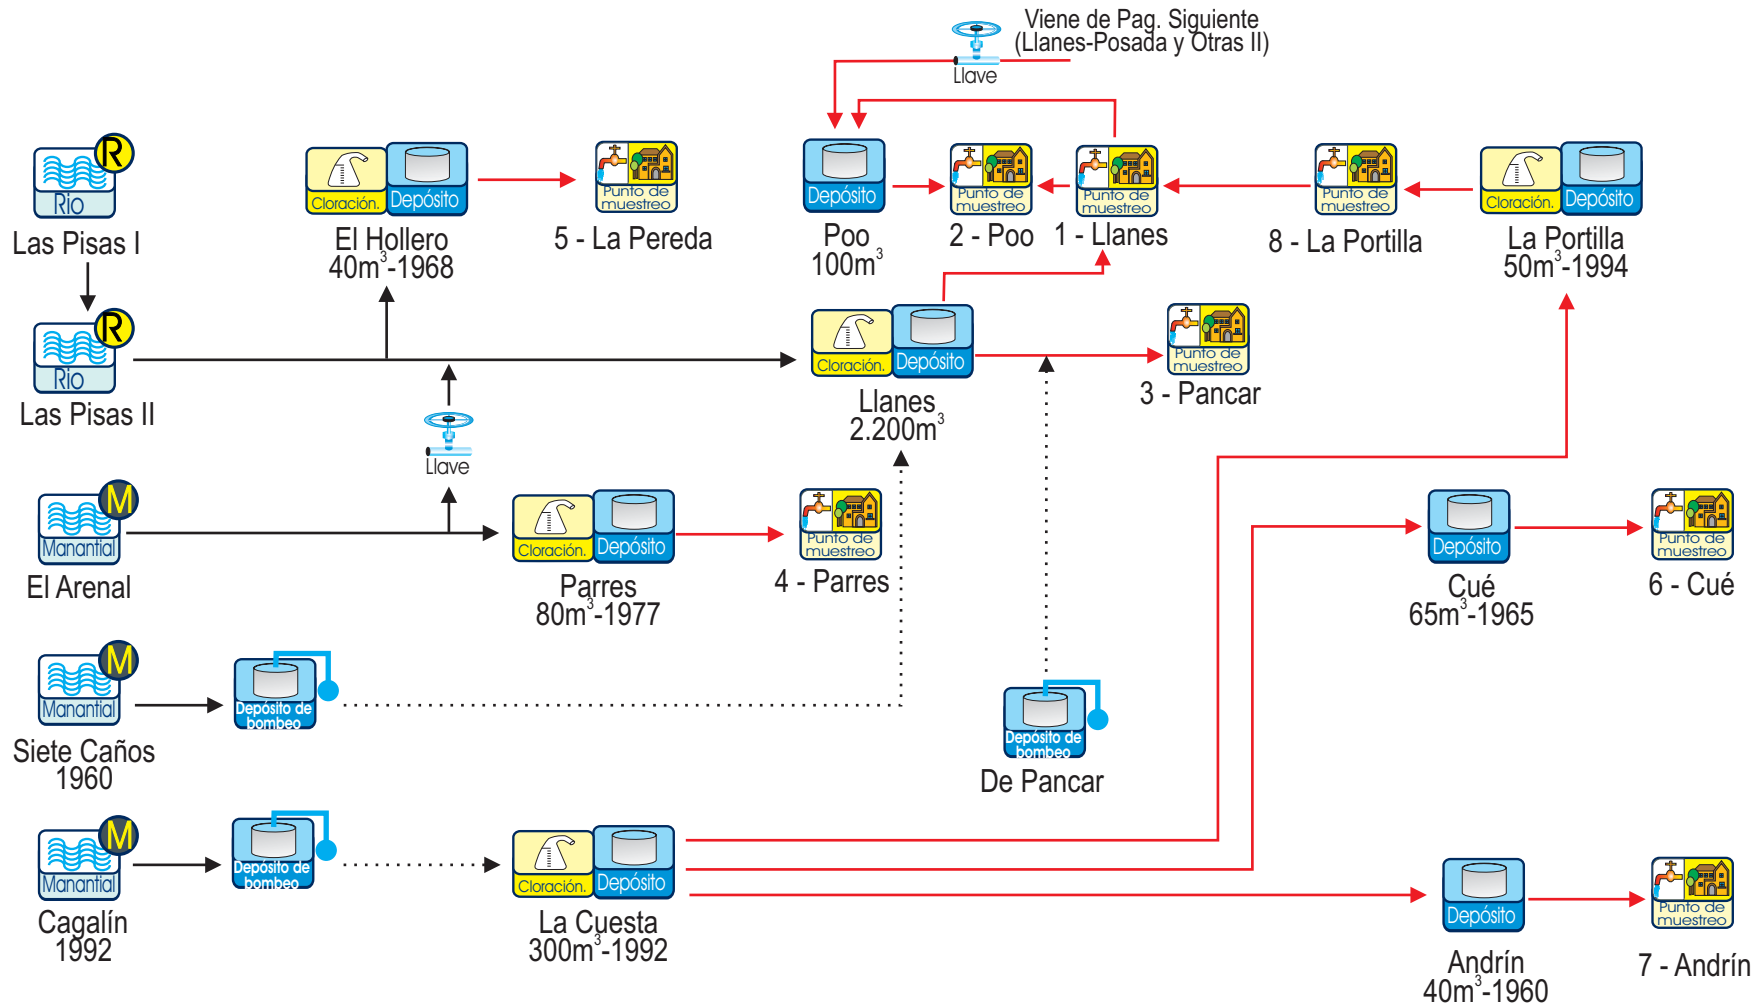 Viene de Pag. Siguiente
(Llanes-Posada y Otras II)
Llave
R
Rio
Las Pisas I
Cloración.
Depósito
El Hollero
40m³-1968
Punto de
muestreo
5 - La Pereda
Depósito
Poo
100m³
Punto de
muestreo
2 - Poo
Punto de
muestreo
1 - Llanes
Punto de
muestreo
8 - La Portilla
Cloración.
Depósito
La Portilla
50m³-1994
R
Rio
Las Pisas II
Cloración.
Depósito
Llanes
2.200m³
Punto de
muestreo
3 - Pancar
Llave
M
Manantial
El Arenal
Cloración.
Depósito
Parres
80m³-1977
Punto de
muestreo
4 - Parres
Depósito
Cué
65m³-1965
Punto de
muestreo
6 - Cué
M
Manantial
Siete Caños
1960
Depósito de
bombeo
Depósito de
bombeo
De Pancar
M
Manantial
Cagalín
1992
Depósito de
bombeo
Cloración.
Depósito
La Cuesta
300m³-1992
Depósito
Andrín
40m³-1960
Punto de
muestreo
7 - Andrín